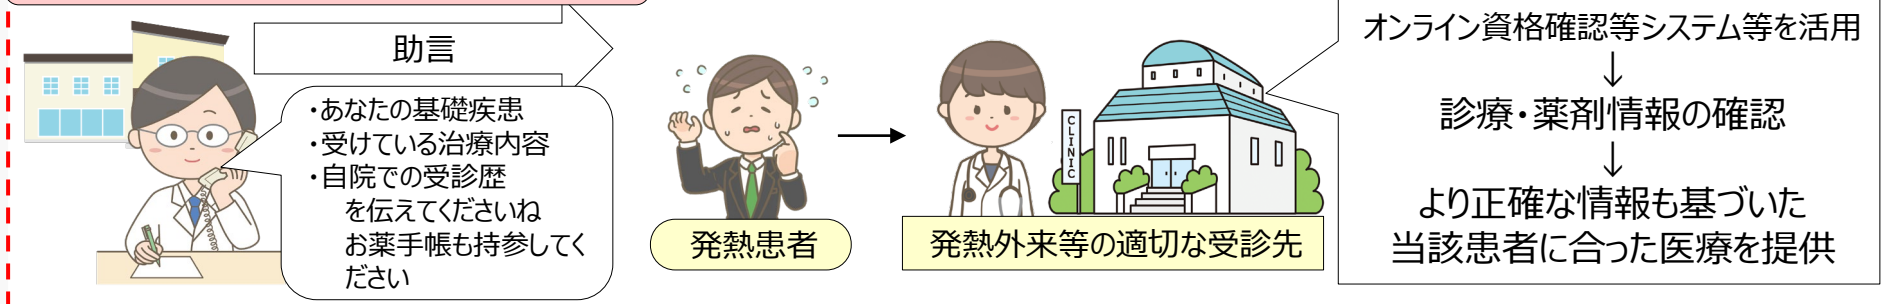 助言
・あなたの基礎疾患
・受けている治療内容
・自院での受診歴
を伝えてくださいね
お薬手帳も持参してく
ださい
発熱患者
CLINIC
発熱外来等の適切な受診先
オンライン資格確認等システム等を活用
↓
診療・薬剤情報の確認
↓
より正確な情報も基づいた
当該患者に合った医療を提供